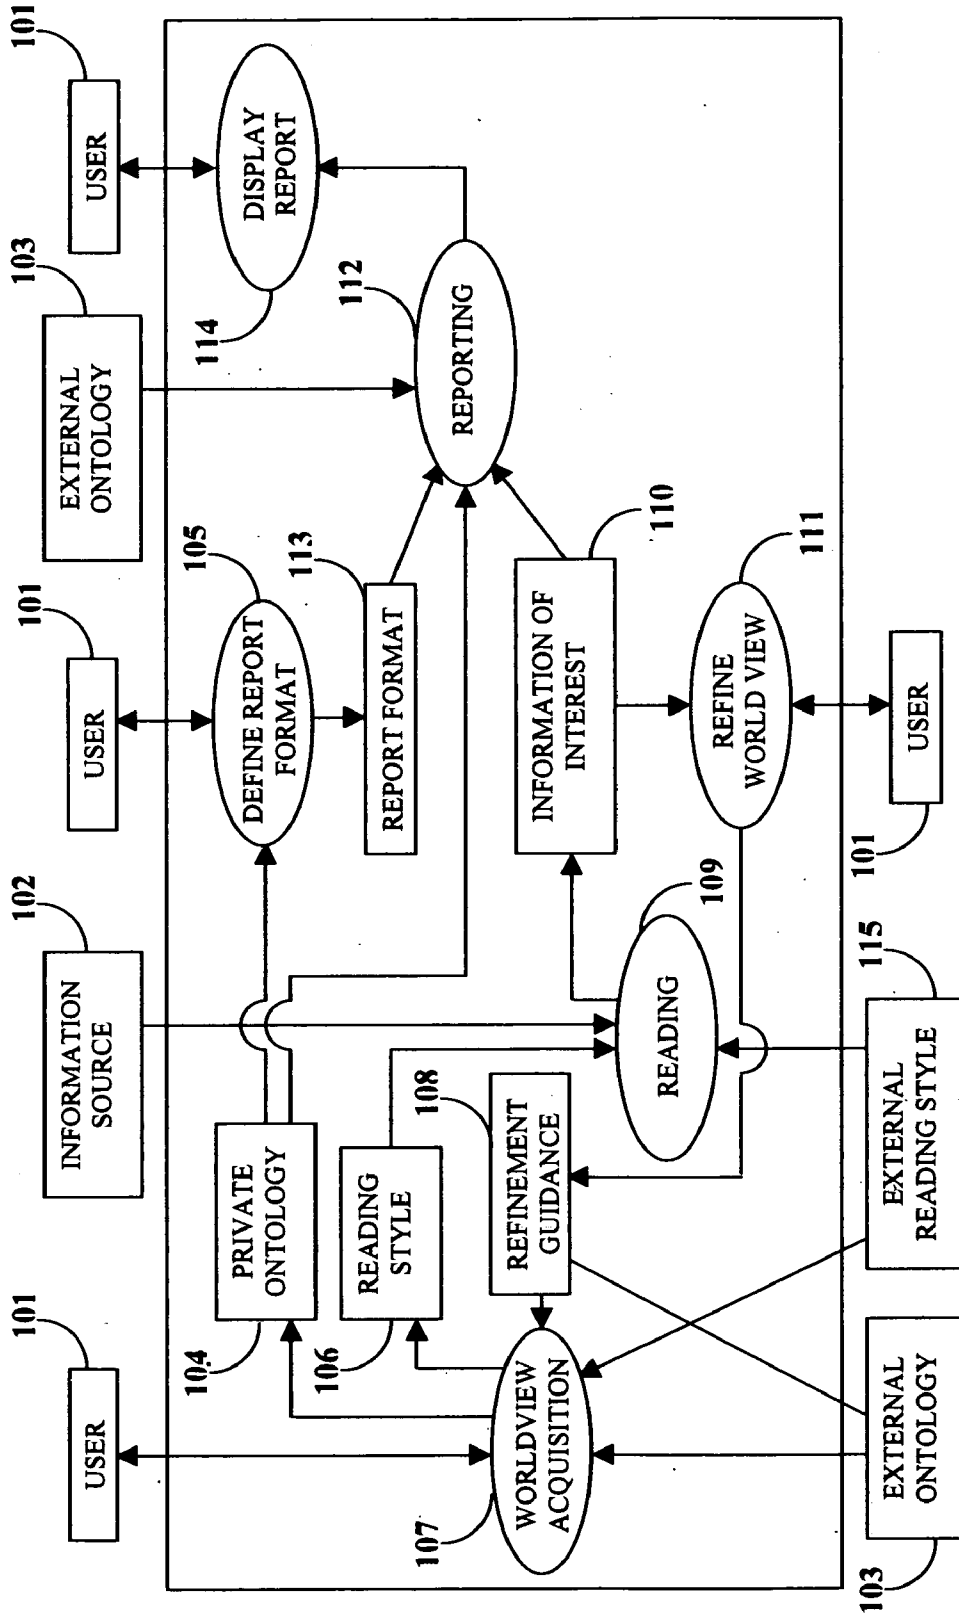 101
102
101
103
101
USER
INFORMATION
SOURCE
USER
EXTERNAL
ONTOLOGY
USER
104
PRIVATE
ONTOLOGY
105
DEFINE REPORT
FORMAT
114
DISPLAY
REPORT
106
READING
STYLE
113
REPORT FORMAT
112
REPORTING
107
WORLDVIEW
ACQUISITION
108
REFINEMENT
GUIDANCE
109
READING
INFORMATION OF
INTEREST
110
REFINE
WORLD VIEW
111
103
EXTERNAL
ONTOLOGY
EXTERNAL
READING STYLE
115
101
USER